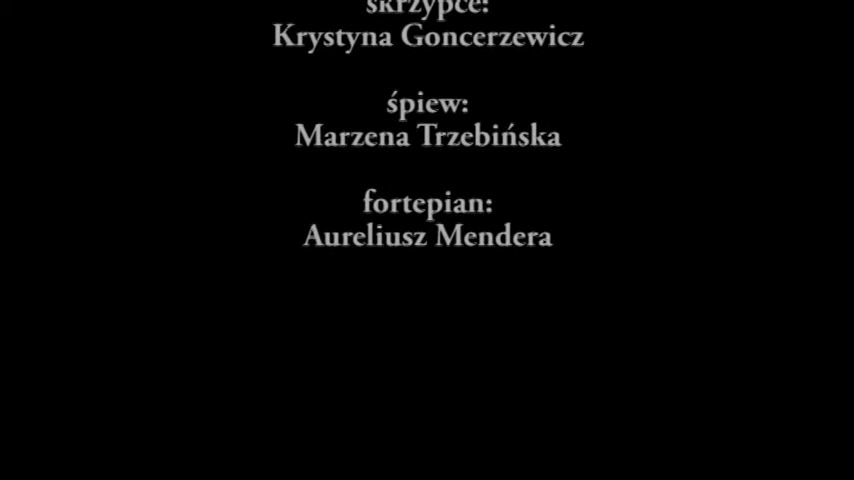 skrzypce:
Krystyna Goncerzewicz
śpiew:
Marzena Trzebińska
fortepian:
Aureliusz Mendera